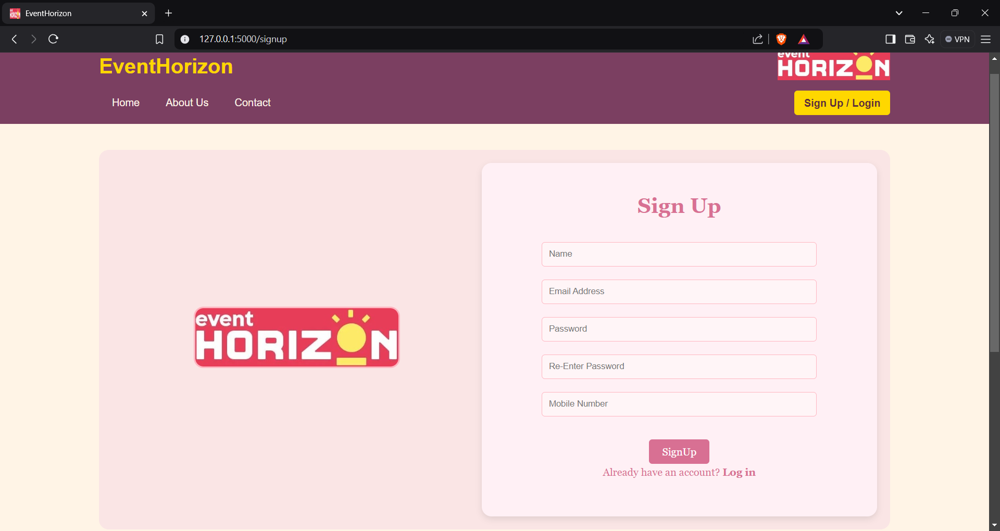 EventHorizon
127.0.0.1:5000/signup
VPN
EventHorizon
event
HORIZON
Home
About Us
Contact
Sign Up / Login
event
HORIZON
Sign Up
Name
Email Address
Password
Re-Enter Password
Mobile Number
SignUp
Already have an account? Log in